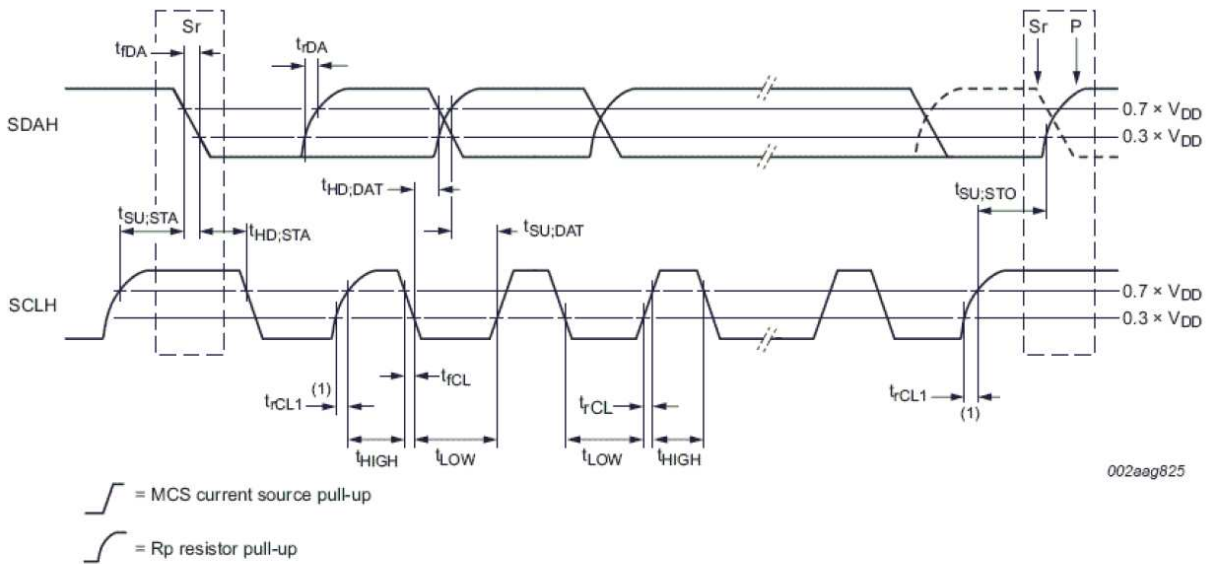 Sr
Sr P
tfDA
trDA
0.7 × VDD
SDAH
0.3 × VDD
tHD;DAT
tSU;STO
tSU;STA
tHD;STA
tSU;DAT
SCLH
0.7 × VDD
0.3 × VDD
tfCL
(1)
trCL1
trCL
trCL1
(1)
tHIGH
tLOW
tLOW
tHIGH
002aag825
= MCS current source pull-up
= Rp resistor pull-up